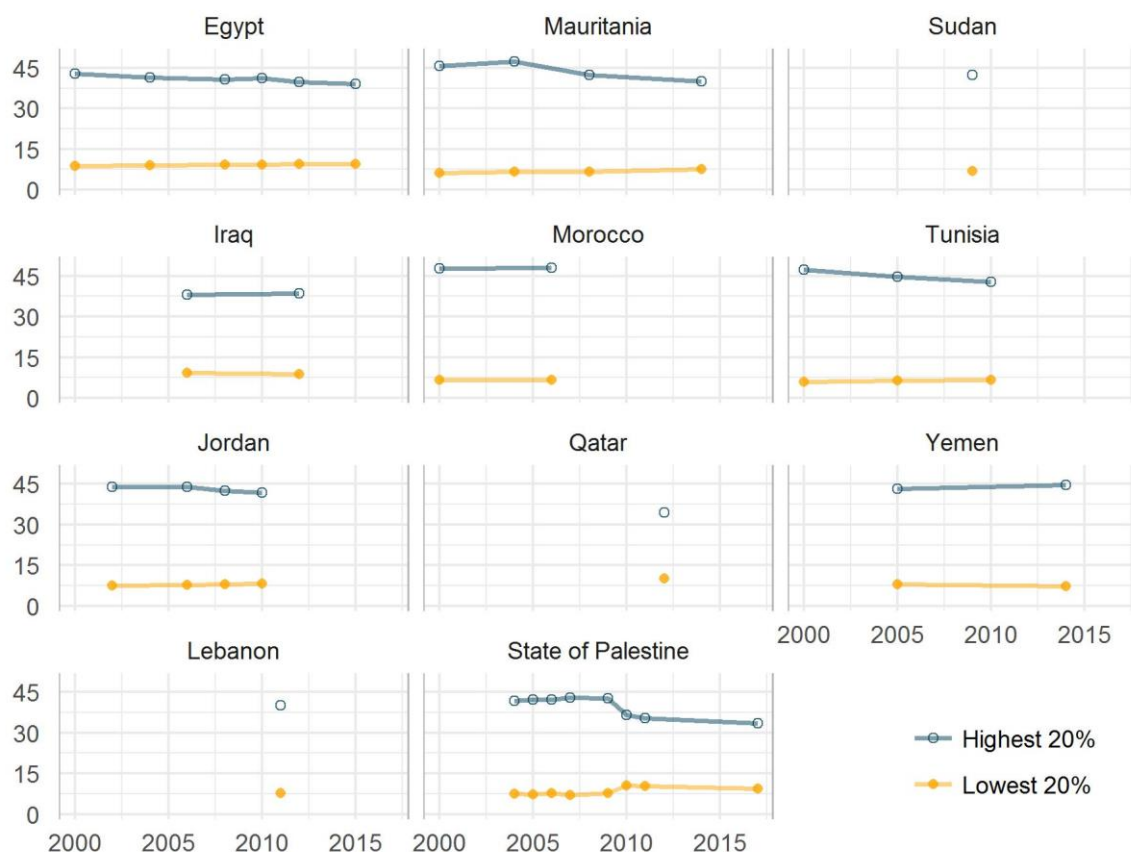 Egypt Mauritania Sudan
45
30
15
0
Iraq Morocco Tunisia
45
30
15
0
Jordan Qatar Yemen
45
30
15
0
2000 2005 2010 2015
Lebanon State of Palestine
45
30
15
0
Highest 20%
Lowest 20%
2000 2005 2010 2015 2000 2005 2010 2015